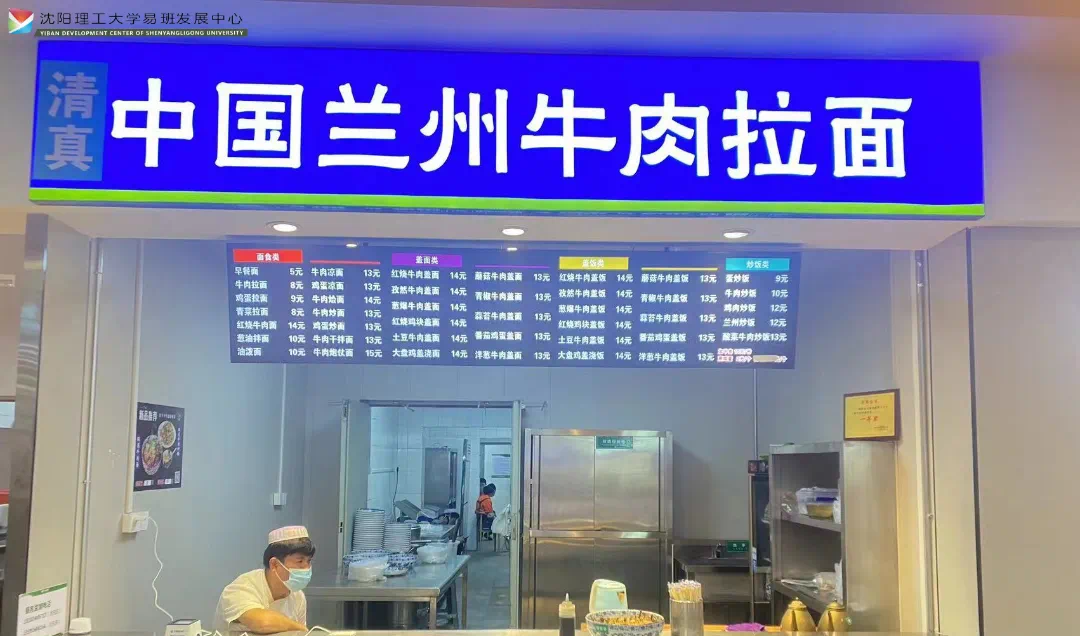 沈阳理工大学易班发展中心
YIBAN DEVELOPMENT CENTER OF SHENYANGLIGONG UNIVERSITY
清真
中国兰州牛肉拉面
面食类
早餐面 5元
牛肉拉面 8元
鸡蛋拉面 9元
青菜拉面 8元
红烧牛肉面 14元
葱油拌面 10元
油泼面 10元
牛肉凉面 13元
鸡蛋凉面 13元
牛肉烩面 14元
牛肉炒面 13元
鸡蛋炒面 13元
牛肉干拌面 13元
牛肉炮仗面 15元
盖面类
红烧牛肉盖面 14元
孜然牛肉盖面 14元
葱爆牛肉盖面 14元
红烧鸡块盖面 14元
土豆牛肉盖面 14元
大盘鸡盖浇面 14元
蘑菇牛肉盖面 13元
青椒牛肉盖面 13元
蒜苔牛肉盖面 13元
番茄鸡蛋盖面 13元
洋葱牛肉盖面 13元
盖饭类
红烧牛肉盖饭 14元
孜然牛肉盖饭 14元
葱爆牛肉盖饭 14元
红烧鸡块盖饭 14元
土豆牛肉盖饭 14元
大盘鸡盖浇饭 14元
蘑菇牛肉盖饭 13元
青椒牛肉盖饭 13元
蒜苔牛肉盖饭 13元
番茄鸡蛋盖饭 13元
洋葱牛肉盖饭 13元
炒饭类
蛋炒饭 9元
牛肉炒饭 10元
鸡肉炒饭 12元
兰州炒饭 12元
酸菜牛肉炒饭 13元
新品推荐